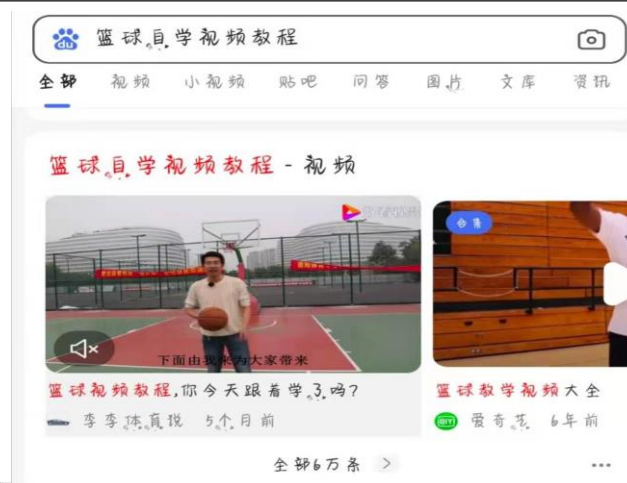 du 篮球自学视频教程
全部 视频 小视频 贴吧 问答 图片 文库 资讯
篮球自学视频教程 - 视频
合集
下面由我来为大家带来
篮球视频教程,你今天跟着学了吗?
李李体育说 5个月前
篮球教学视频大全
爱奇艺 6年前
全部6万条 >